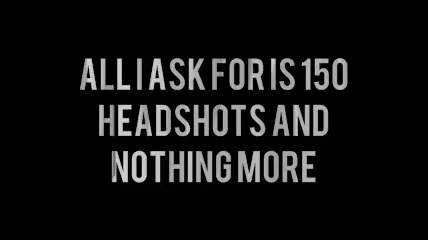 ALL I ASK FOR IS 150
HEADSHOTS AND
NOTHING MORE